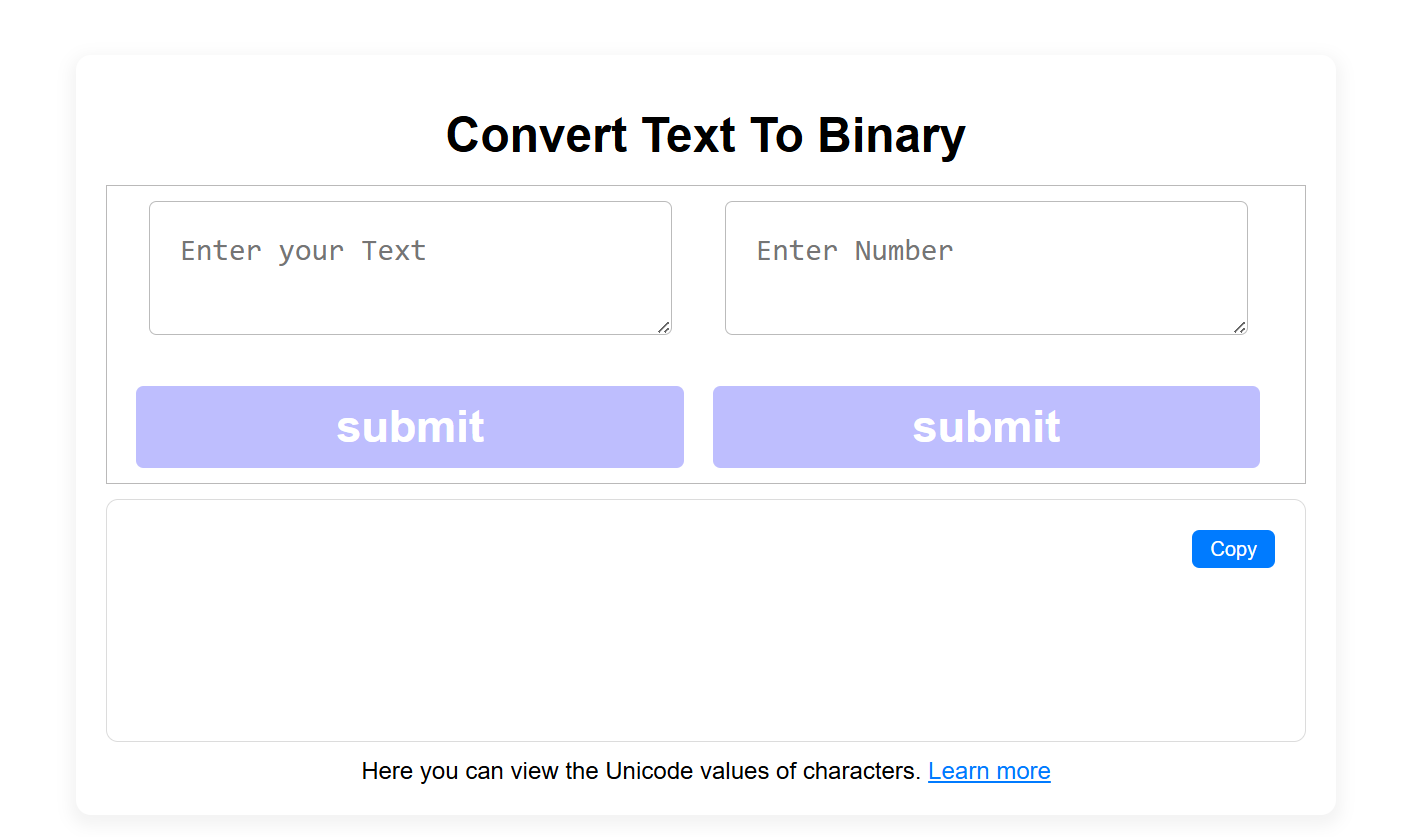 Convert Text To Binary
Enter your Text
Enter Number
submit
submit
Copy
Here you can view the Unicode values of characters. Learn more